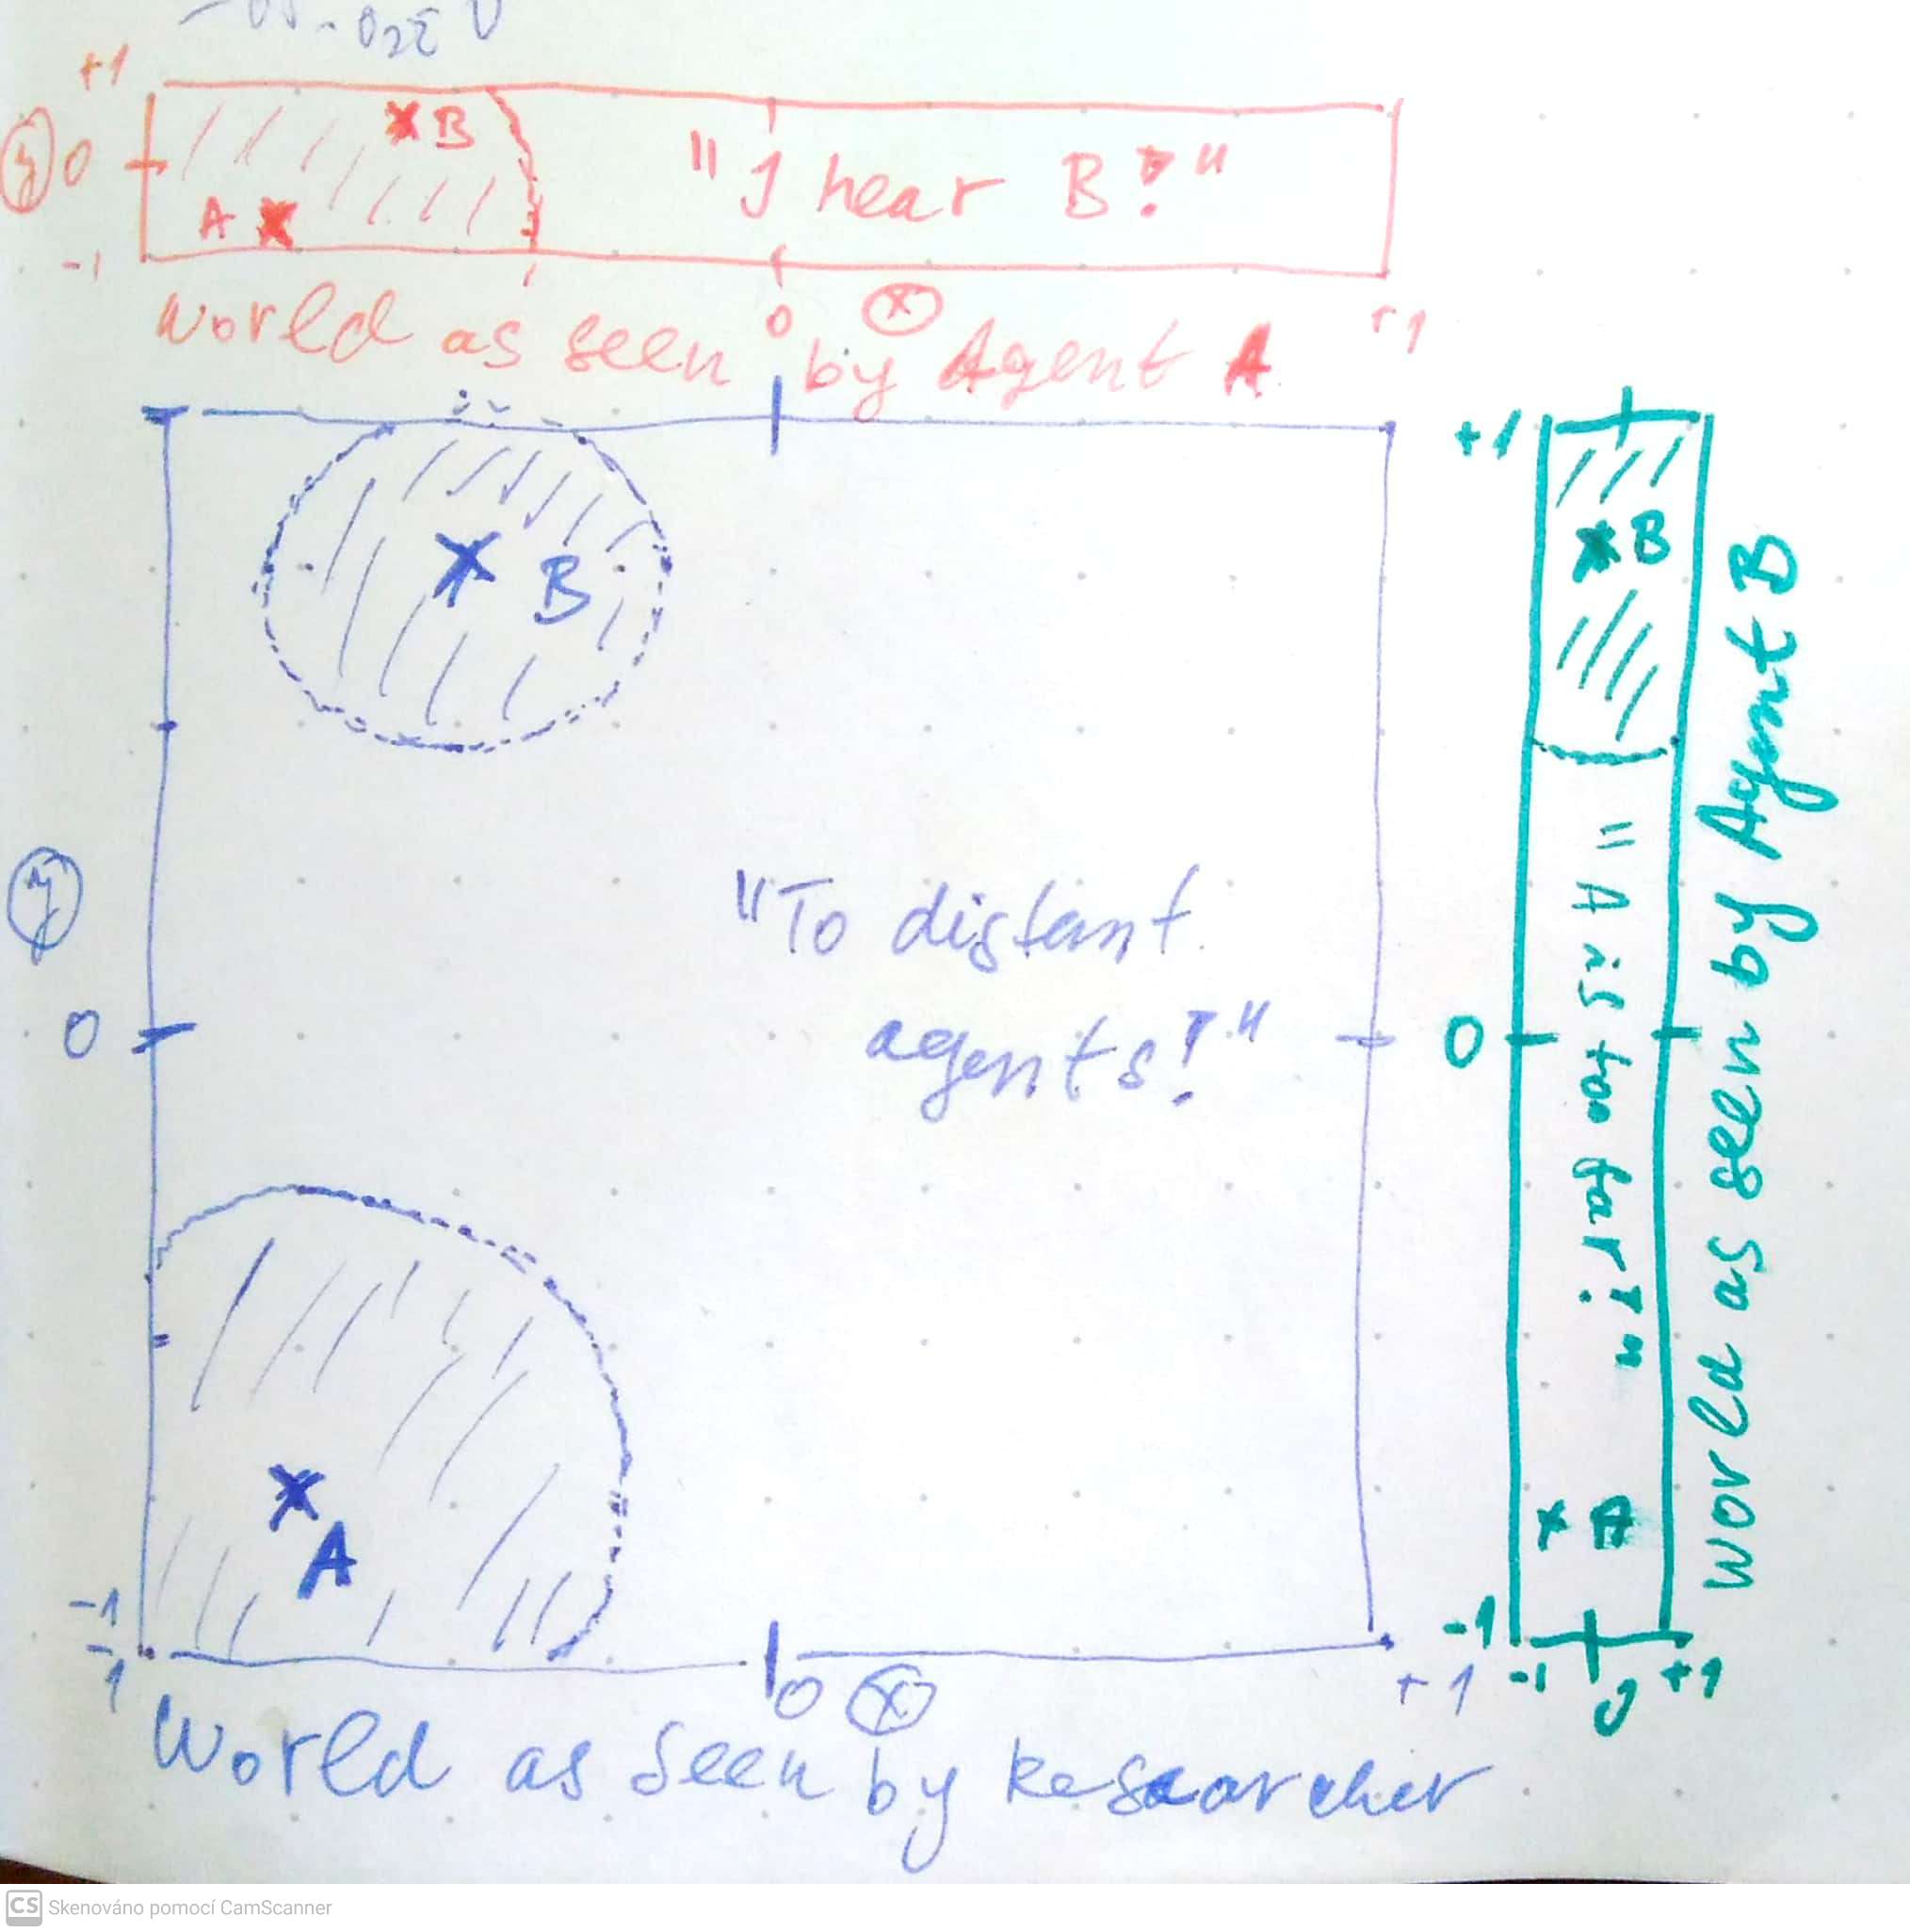 +1
y
0
-1
B
A
"I hear B!"
0
x
+1
World as seen by Agent A
B
"To distant
agents!"
y
0
A
-1
-1
0
x
+1
World as seen by Researcher
+1
B
"A is too far!"
0
A
-1
-1
0
+1
World as seen by Agent B
CS Skenováno pomocí CamScanner